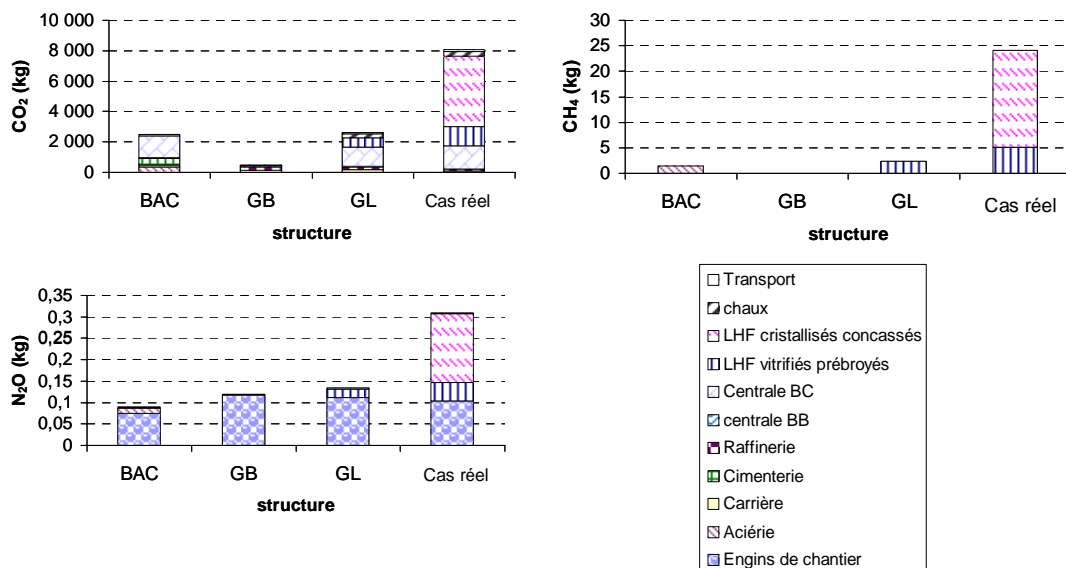 10 000
8 000
6 000
4 000
2 000
0
CO₂ (kg)
BAC GB GL Cas réel
structure
30
25
20
15
10
5
0
CH₄ (kg)
BAC GB GL Cas réel
structure
0,35
0,3
0,25
0,2
0,15
0,1
0,05
0
N₂O (kg)
BAC GB GL Cas réel
structure
Transport
chaux
LHF cristallisés concassés
LHF vitrifiés prébroyés
Centrale BC
centrale BB
Raffinerie
Cimenterie
Carrière
Aciérie
Engins de chantier